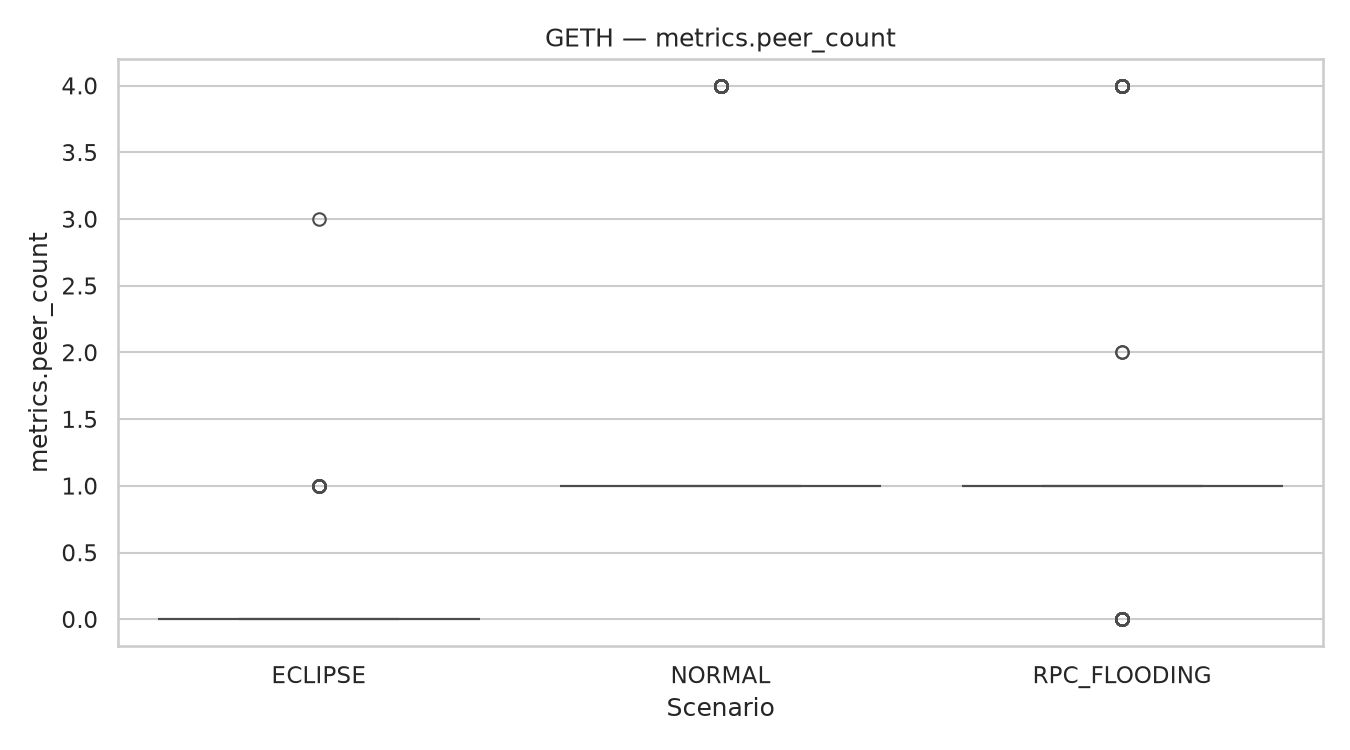 GETH — metrics.peer_count
metrics.peer_count
4.0
3.5
3.0
2.5
2.0
1.5
1.0
0.5
0.0
ECLIPSE
NORMAL
RPC_FLOODING
Scenario